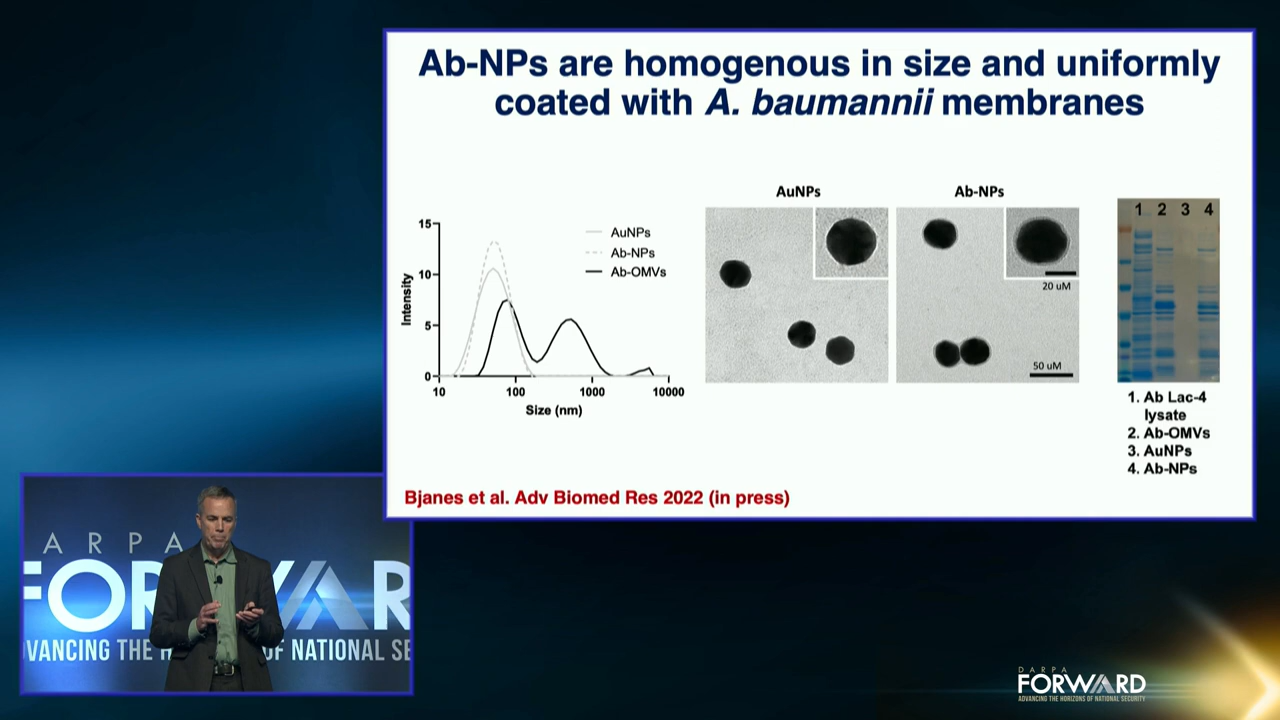 Ab-NPs are homogenous in size and uniformly
coated with A. baumannii membranes
15
10
5
0
Intensity
10
100
1000
10000
Size (nm)
AuNPs
Ab-NPs
Ab-OMVs
AuNPs
Ab-NPs
20 uM
50 uM
1 2 3 4
1. Ab Lac-4
lysate
2. Ab-OMVs
3. AuNPs
4. Ab-NPs
Bjanes et al. Adv Biomed Res 2022 (in press)
ARPA
FOR WAR
VANCING THE H OF NATIONAL SE
DARPA
FORWARD
ADVANCING THE HORIZONS OF NATIONAL SECURITY